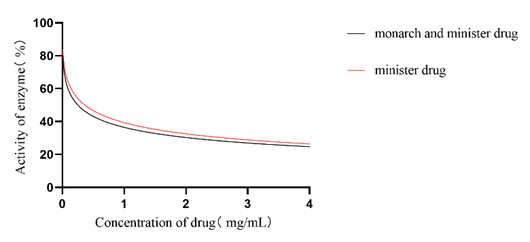 Activity of enzyme( %)
100
80
60
40
20
0
0 1 2 3 4
Concentration of drug( mg/mL)
monarch and minister drug
minister drug